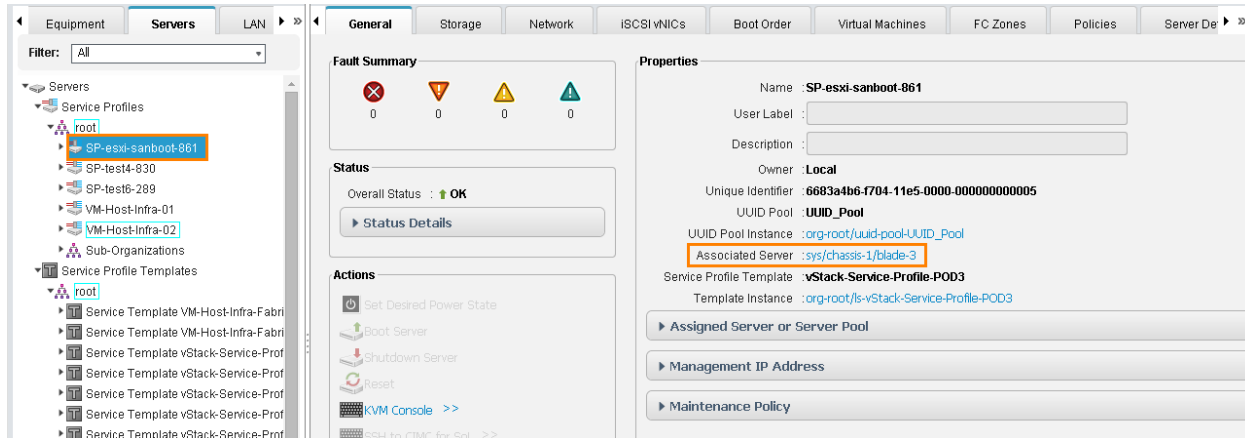 Equipment Servers LAN
Filter: All
Servers
Service Profiles
root
SP-esxi-sanboot-861
SP-test4-830
SP-test6-289
VM-Host-Infra-01
VM-Host-Infra-02
Sub-Organizations
Service Profile Templates
root
Service Template VM-Host-Infra-Fabri
Service Template VM-Host-Infra-Fabri
Service Template vStack-Service-Prof
Service Template vStack-Service-Prof
Service Template vStack-Service-Prof
Service Template vStack-Service-Prof
Service Template vStack-Service-Prof
General Storage Network iSCSI vNICs Boot Order Virtual Machines FC Zones Policies Server De
Fault Summary
0 0 0 0
Status
Overall Status : OK
Status Details
Actions
Set Desired Power State
Boot Server
Shutdown Server
Reset
KVM Console >>
SSH to CIMC for SoL >>
Properties
Name : SP-esxi-sanboot-861
User Label :
Description :
Owner : Local
Unique Identifier : 6683a4b6-f704-11e5-0000-000000000005
UUID Pool : UUID_Pool
UUID Pool Instance : org-root/uuid-pool-UUID_Pool
Associated Server : sys/chassis-1/blade-3
Service Profile Template : vStack-Service-Profile-POD3
Template Instance : org-root/ls-vStack-Service-Profile-POD3
Assigned Server or Server Pool
Management IP Address
Maintenance Policy